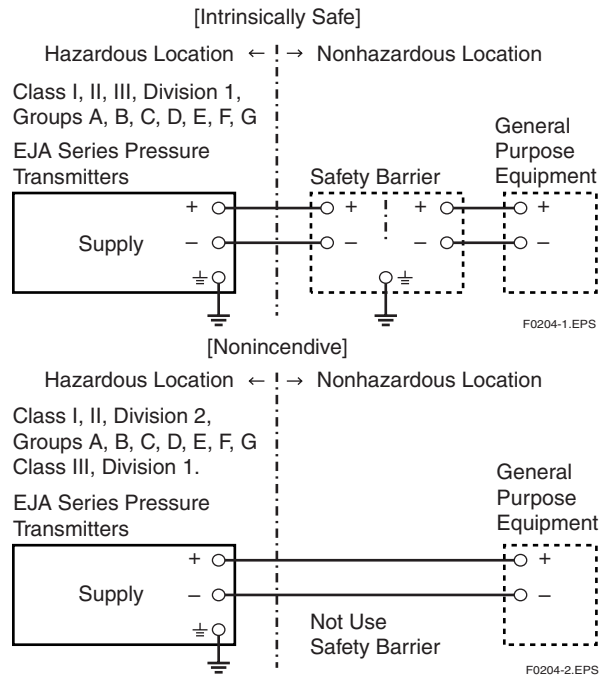 [Intrinsically Safe]
Hazardous Location ← → Nonhazardous Location
Class I, II, III, Division 1,
Groups A, B, C, D, E, F, G
EJA Series Pressure
Transmitters
Safety Barrier
General
Purpose
Equipment
+ + + +
Supply – – – –
F0204-1.EPS
[Nonincendive]
Hazardous Location ← → Nonhazardous Location
Class I, II, Division 2,
Groups A, B, C, D, E, F, G
Class III, Division 1.
EJA Series Pressure
Transmitters
General
Purpose
Equipment
+ +
Supply – –
Not Use
Safety Barrier
F0204-2.EPS